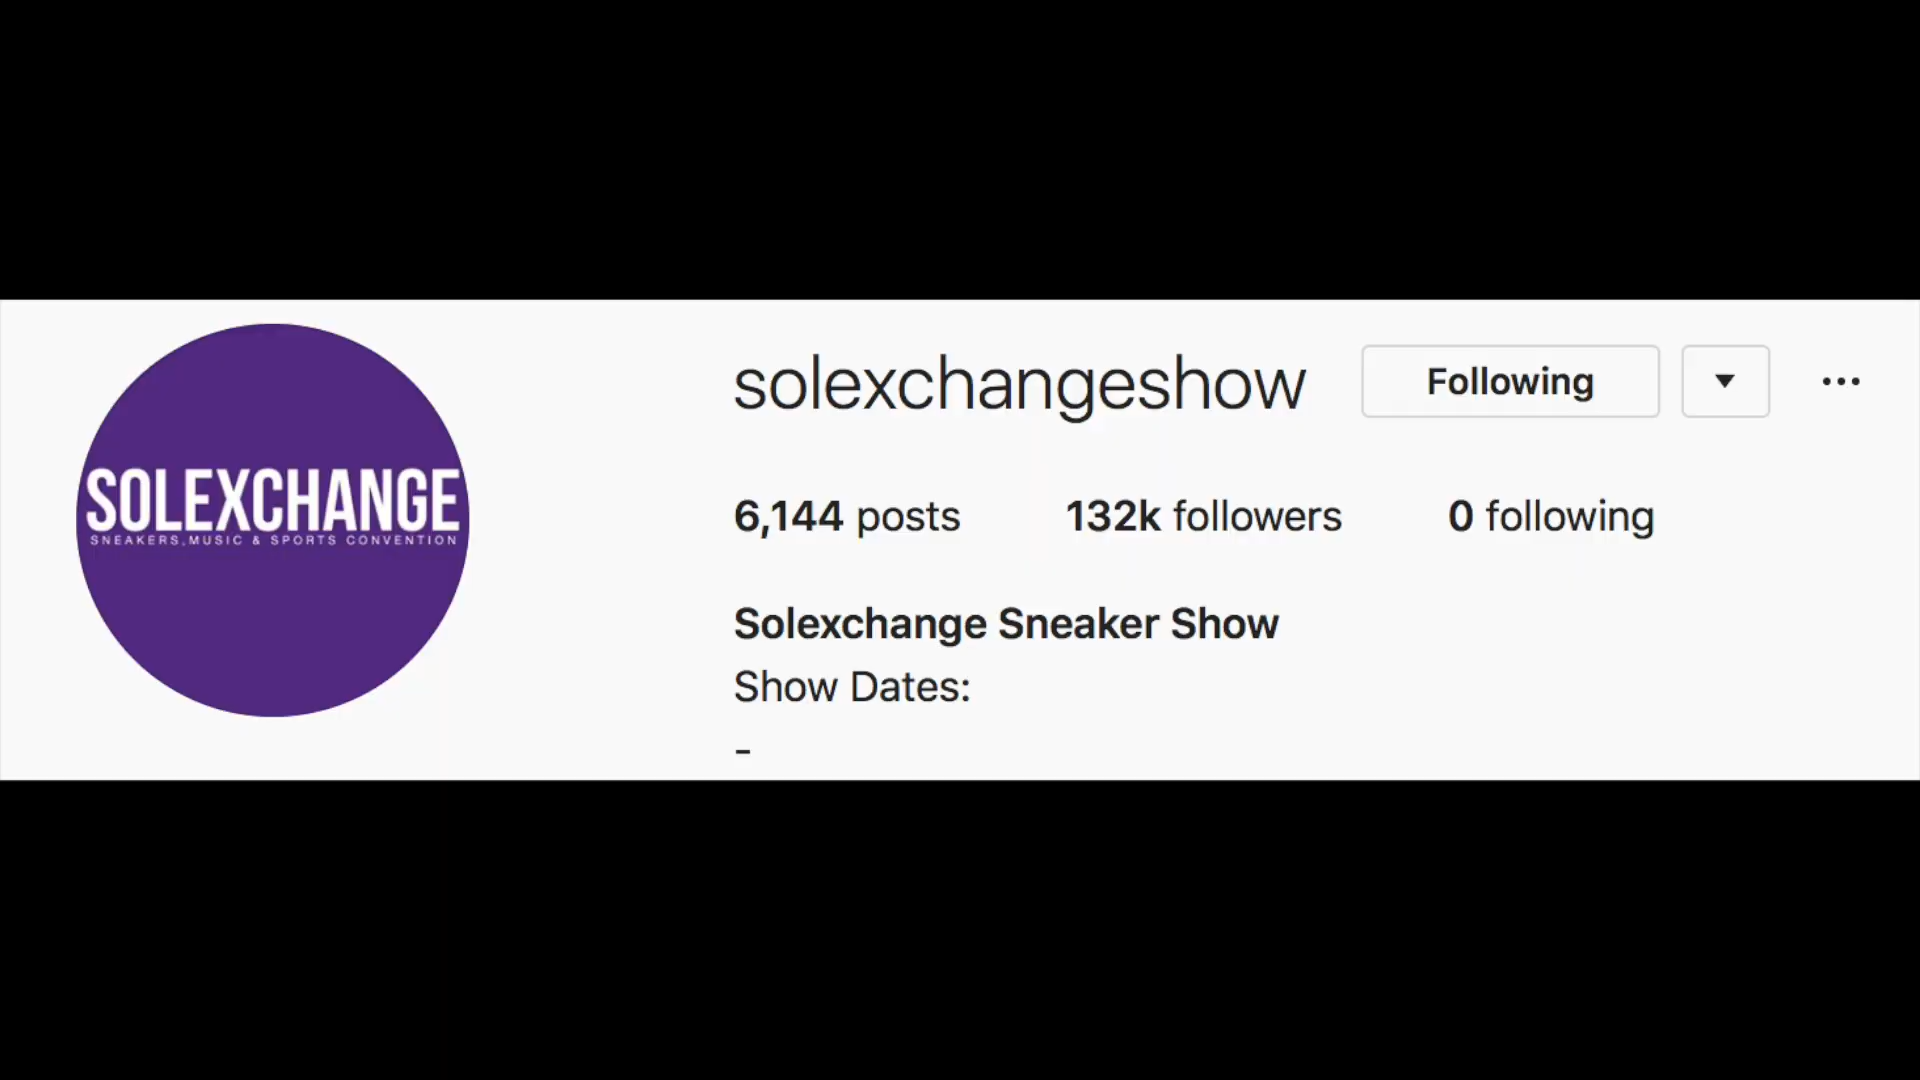 solexchangeshow Following ▼ ...
SOLEXCHANGE
SNEAKERS,MUSIC & SPORTS CONVENTION
6,144 posts 132k followers 0 following
Solexchange Sneaker Show
Show Dates:
-